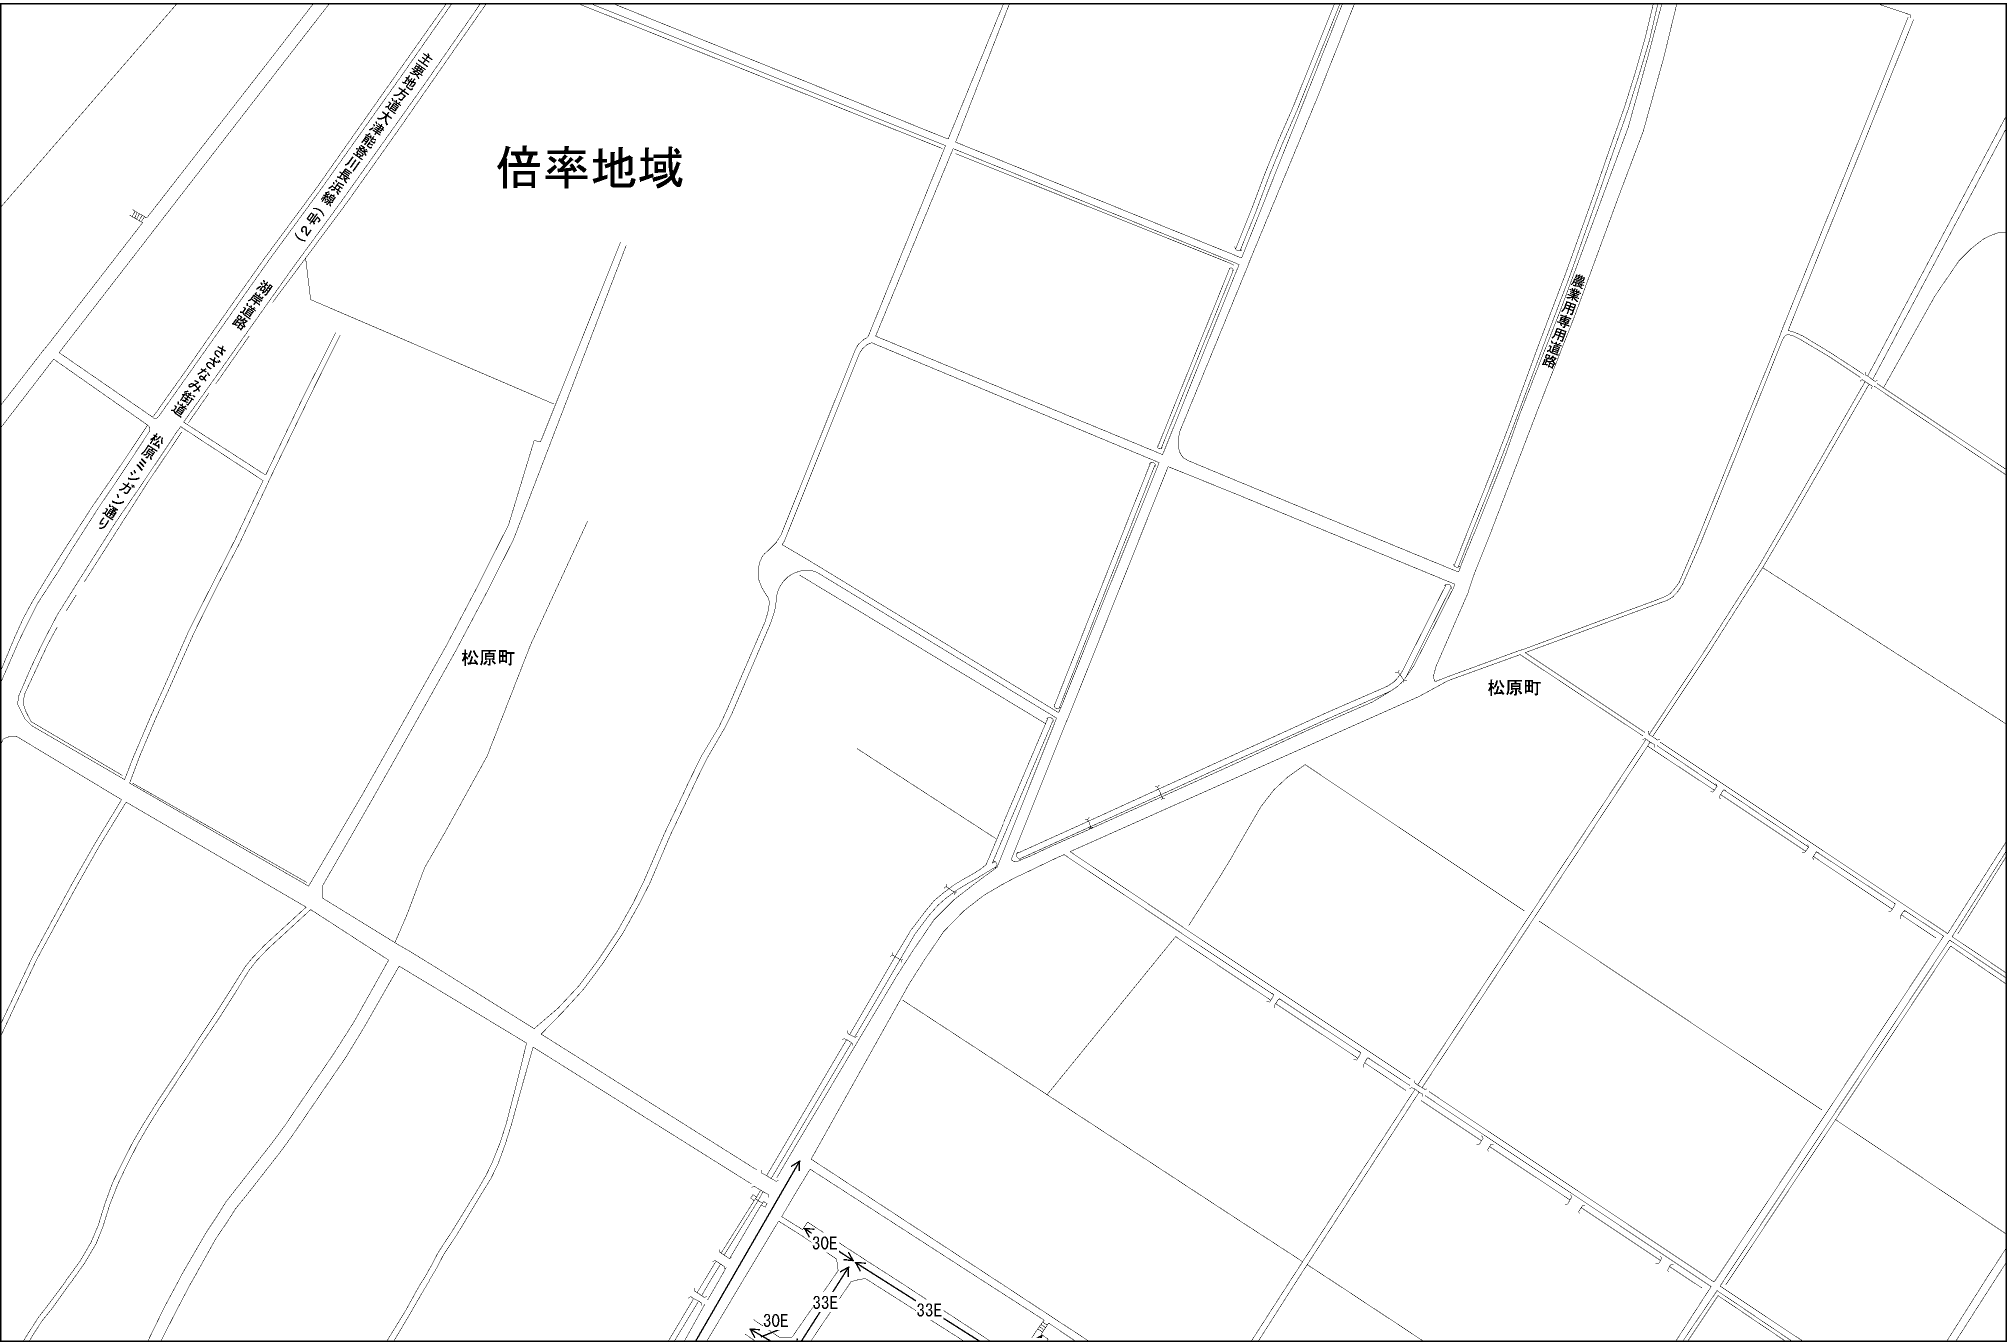 主要地方道大津能登川長浜線
(2号)
倍率地域
湖岸道路
さざなみ街道
松原ミシガン通り
農業用専用道路
松原町
松原町
30E
33E
33E
30E